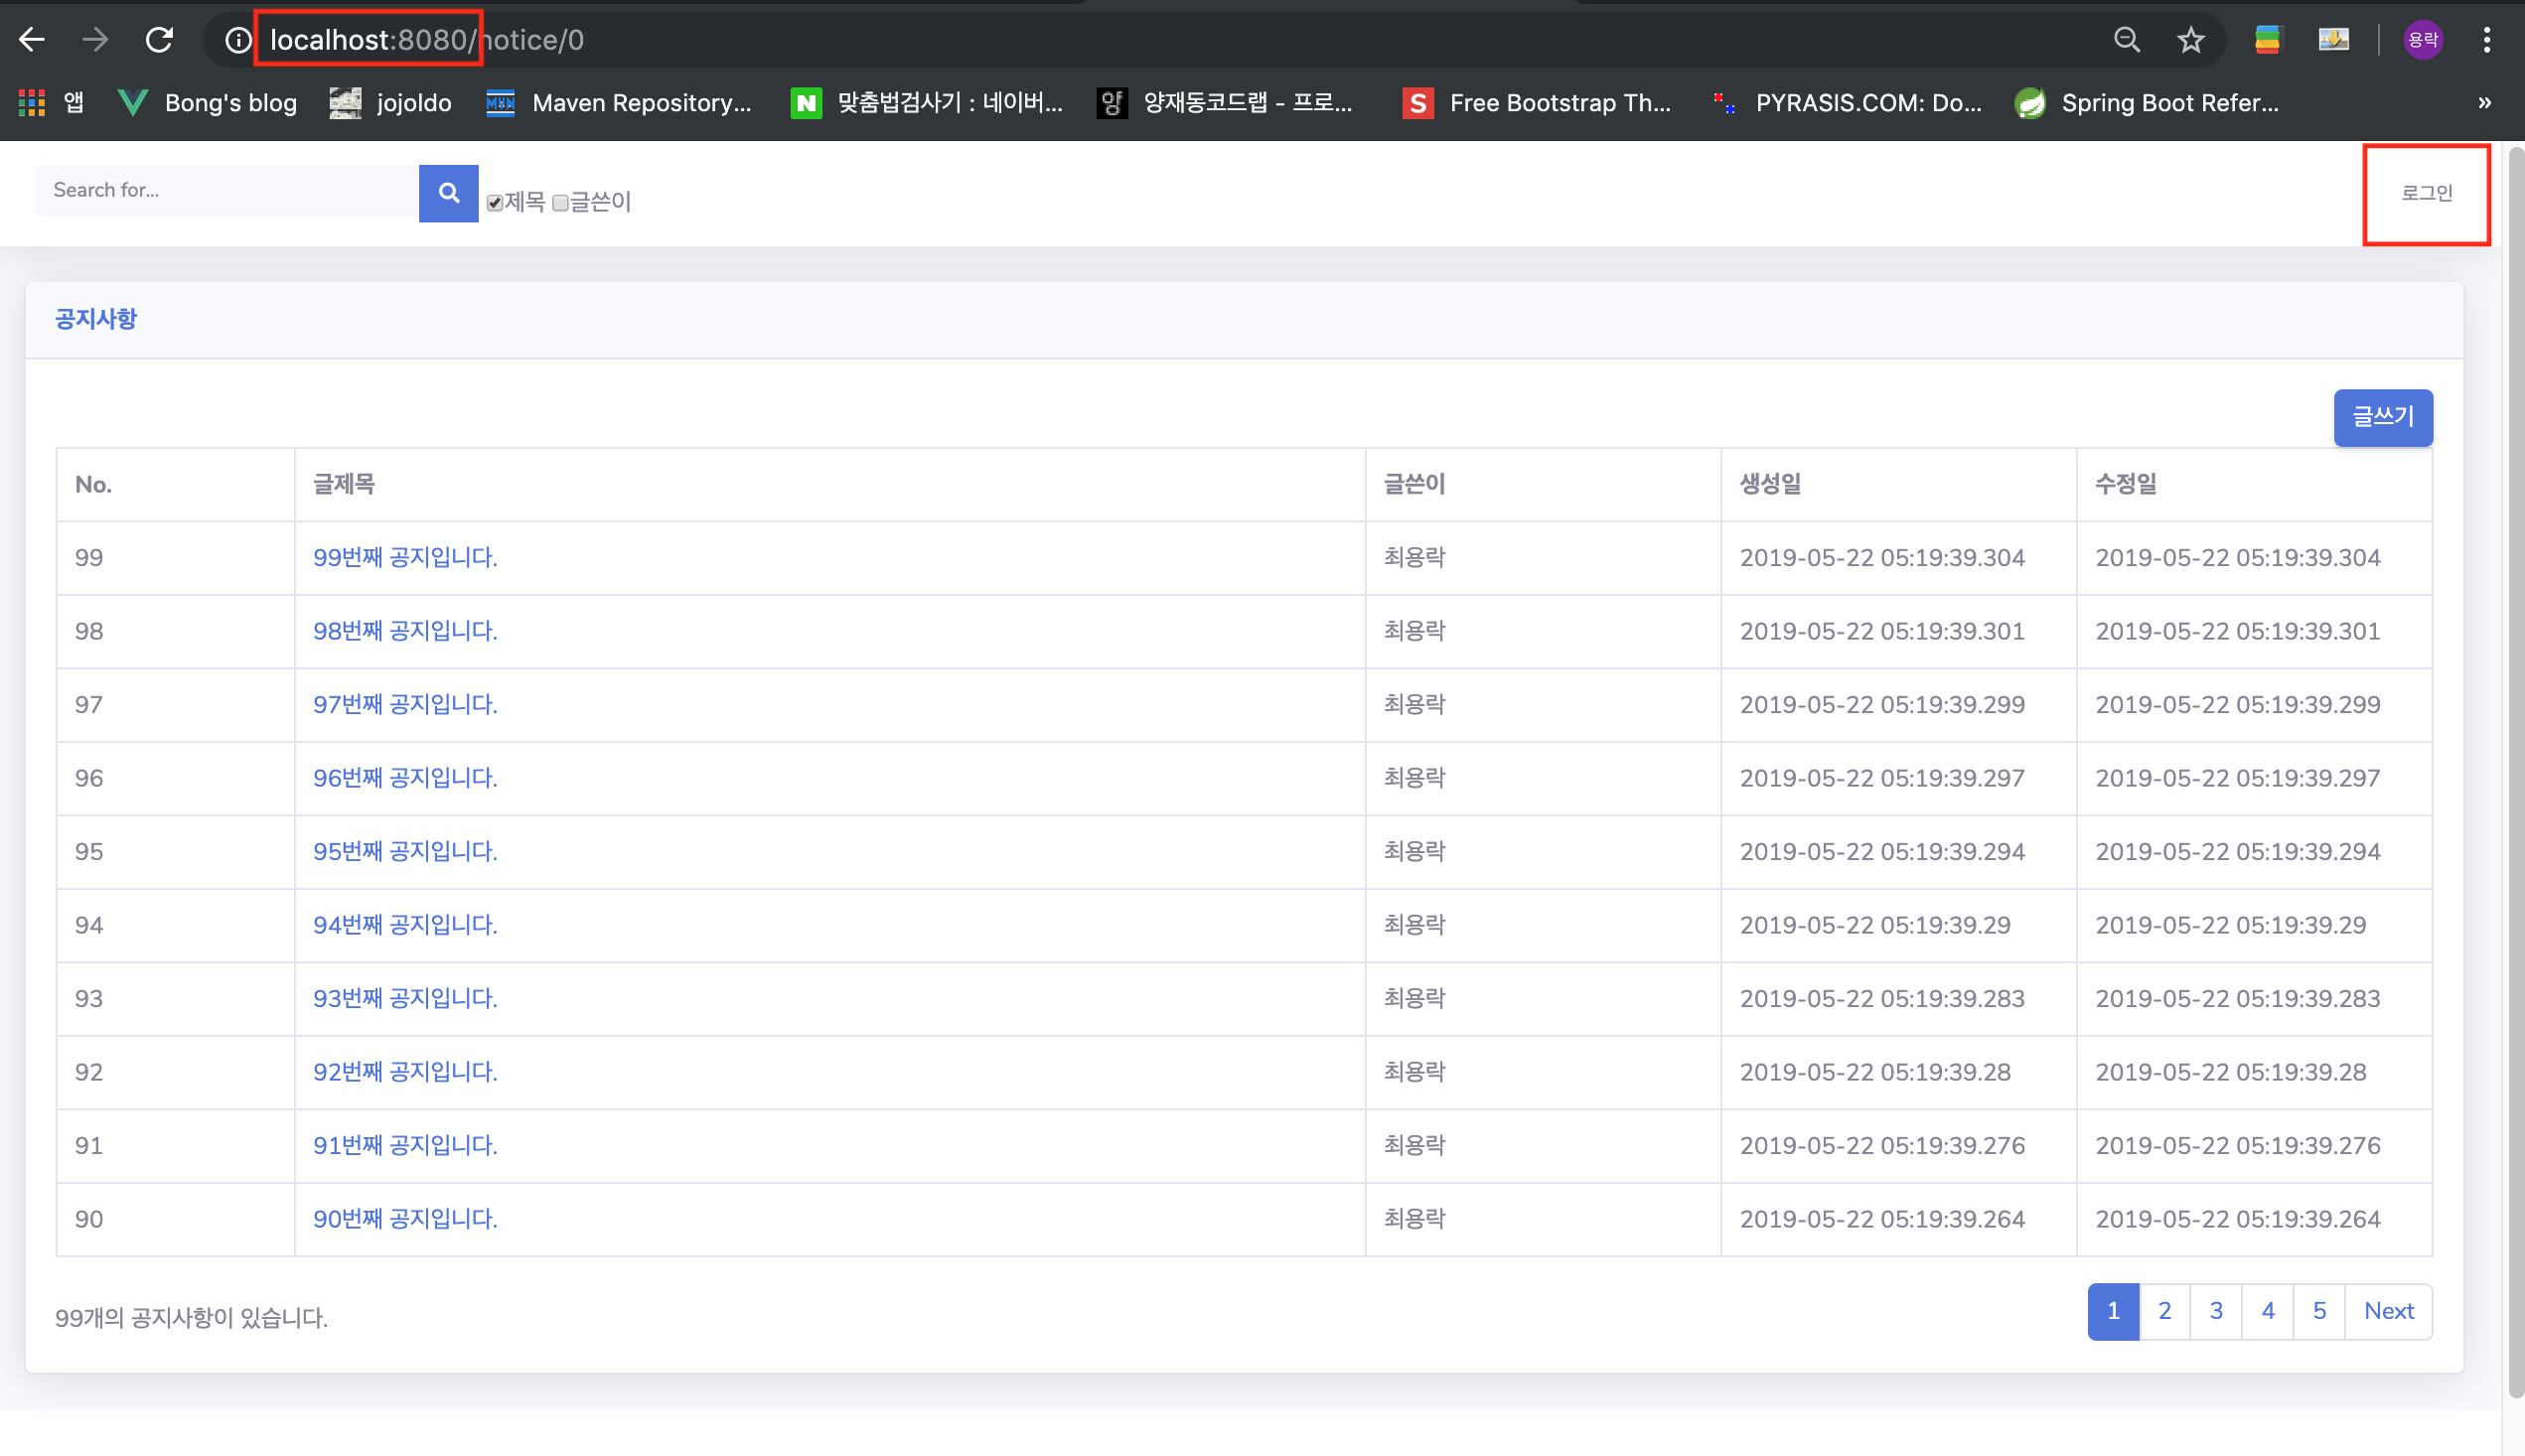 localhost:8080/notice/0
용락
앱 Bong's blog jojoldo Maven Repository... 맞춤법검사기 : 네이버... 양재동코드랩 - 프로... Free Bootstrap Th... PYRASIS.COM: Do... Spring Boot Refer... »
Search for... 제목 글쓴이 로그인
공지사항
글쓰기
No. 글제목 글쓴이 생성일 수정일
99 99번째 공지입니다. 최용락 2019-05-22 05:19:39.304 2019-05-22 05:19:39.304
98 98번째 공지입니다. 최용락 2019-05-22 05:19:39.301 2019-05-22 05:19:39.301
97 97번째 공지입니다. 최용락 2019-05-22 05:19:39.299 2019-05-22 05:19:39.299
96 96번째 공지입니다. 최용락 2019-05-22 05:19:39.297 2019-05-22 05:19:39.297
95 95번째 공지입니다. 최용락 2019-05-22 05:19:39.294 2019-05-22 05:19:39.294
94 94번째 공지입니다. 최용락 2019-05-22 05:19:39.29 2019-05-22 05:19:39.29
93 93번째 공지입니다. 최용락 2019-05-22 05:19:39.283 2019-05-22 05:19:39.283
92 92번째 공지입니다. 최용락 2019-05-22 05:19:39.28 2019-05-22 05:19:39.28
91 91번째 공지입니다. 최용락 2019-05-22 05:19:39.276 2019-05-22 05:19:39.276
90 90번째 공지입니다. 최용락 2019-05-22 05:19:39.264 2019-05-22 05:19:39.264
99개의 공지사항이 있습니다. 1 2 3 4 5 Next